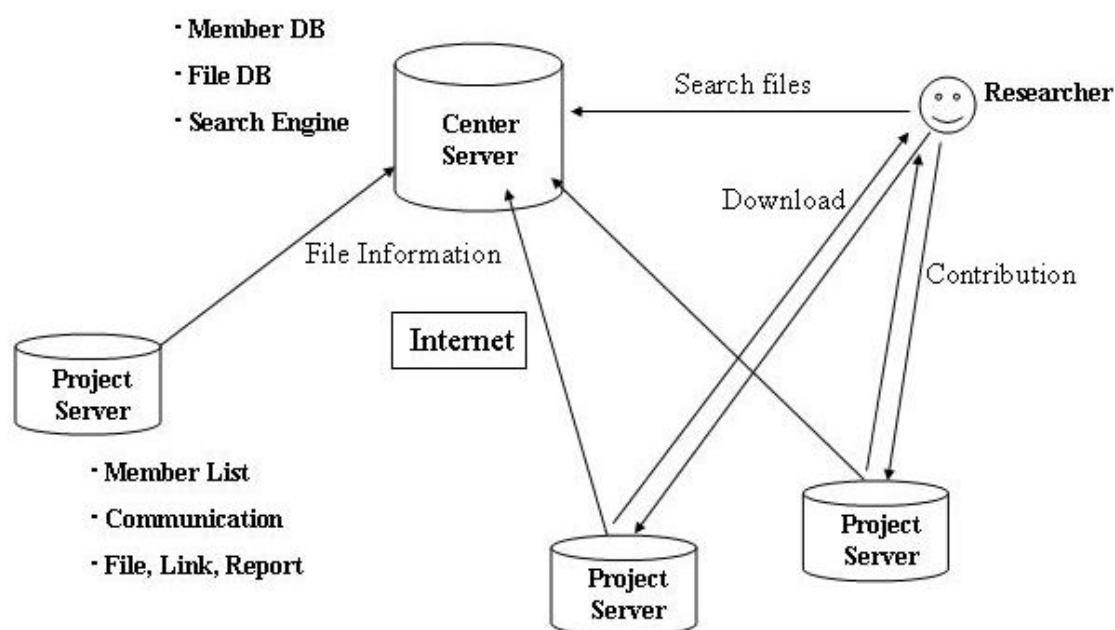 - Member DB
- File DB
- Search Engine
Center
Server
Search files
Researcher
Download
File Information
Contribution
Internet
Project
Server
- Member List
- Communication
- File, Link, Report
Project
Server
Project
Server